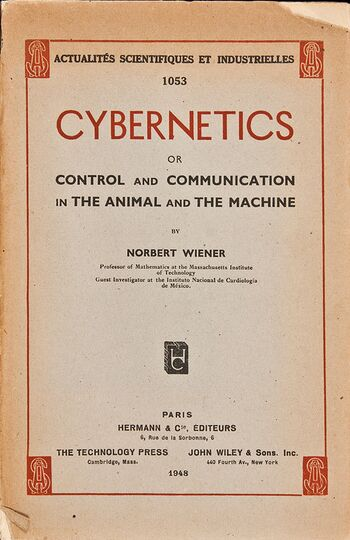 ACTUALITÉS SCIENTIFIQUES ET INDUSTRIELLES
1053
CYBERNETICS
OR
CONTROL AND COMMUNICATION
IN THE ANIMAL AND THE MACHINE
BY
NORBERT WIENER
Professor of Mathematics at the Massachusetts Institute
of Technology
Guest Investigator at the Instituto Nacional de Cardiologia
de México.
HC
PARIS
HERMANN & Cie, ÉDITEURS
6, Rue de la Sorbonne, 6
THE TECHNOLOGY PRESS JOHN WILEY & Sons. Inc.
Cambridge, Mass. 440 Fourth Av., New York
1948